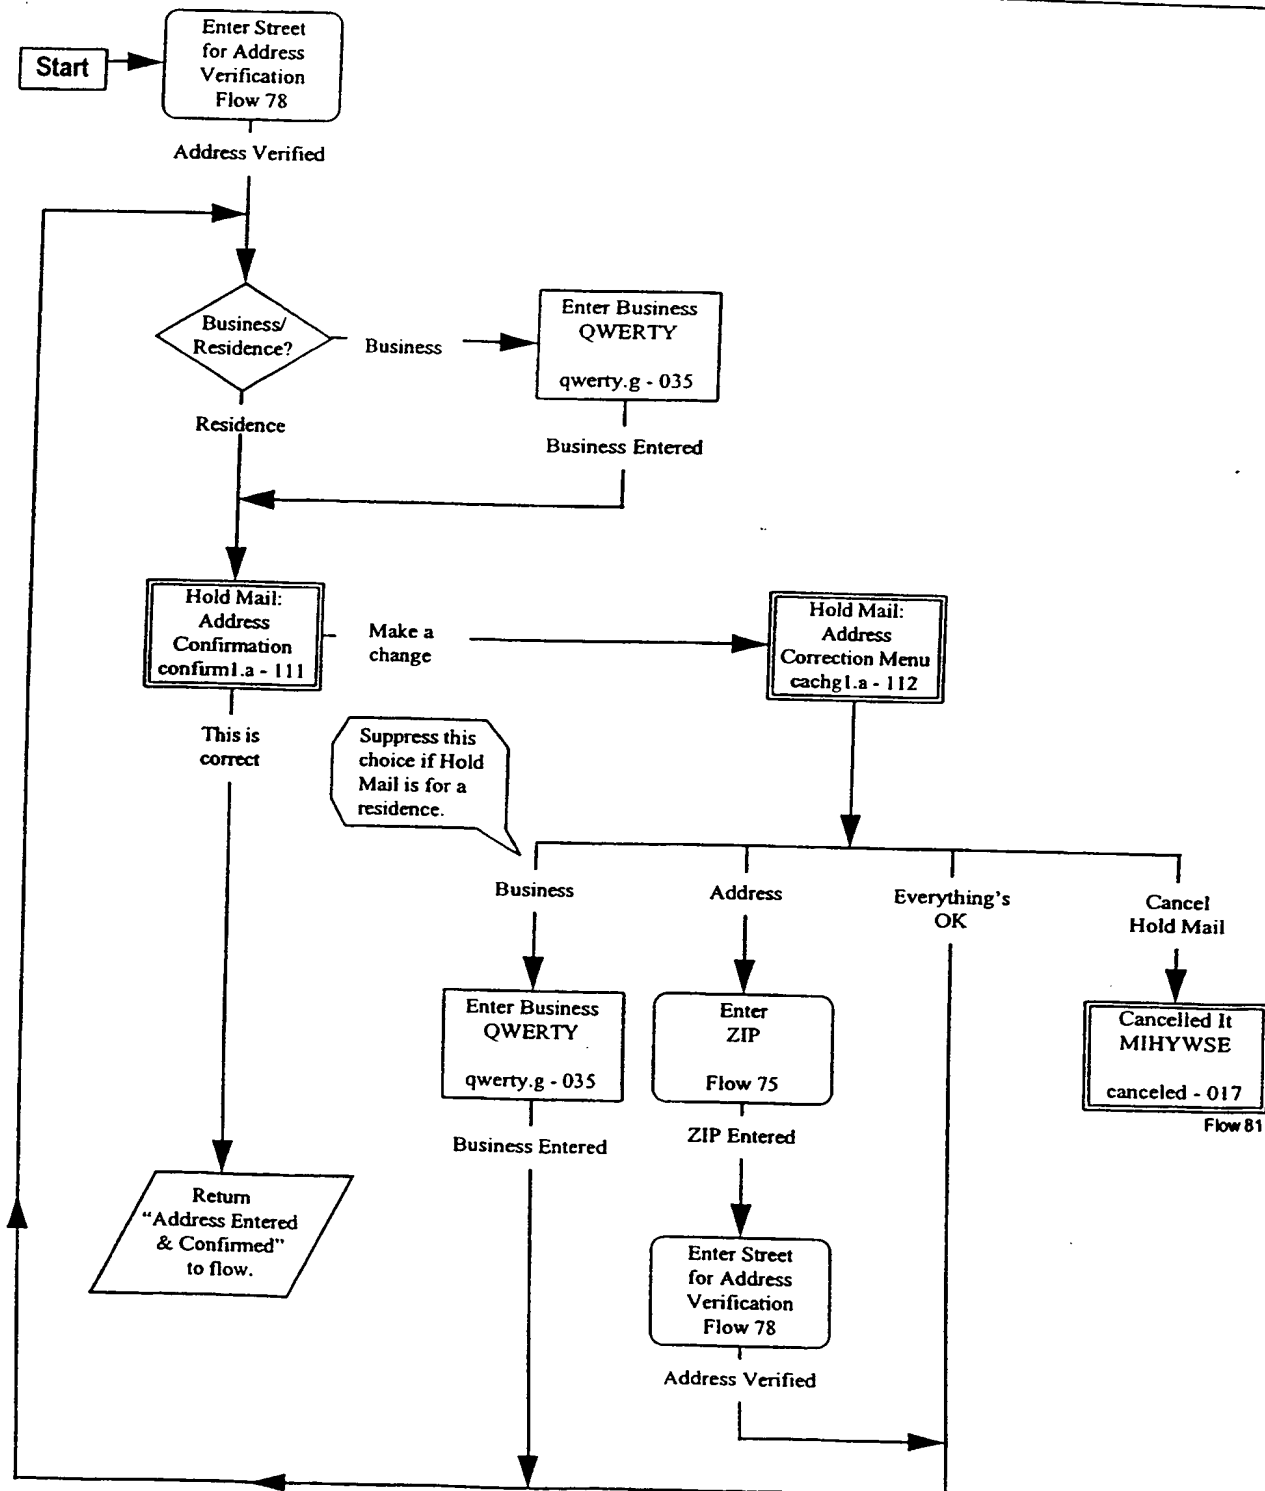 Start
Enter Street
for Address
Verification
Flow 78
Address Verified
Business/
Residence?
Business
Enter Business
QWERTY
qwerty.g - 035
Residence
Business Entered
Hold Mail:
Address
Confirmation
confirm1.a - 111
Make a
change
Hold Mail:
Address
Correction Menu
cachg1.a - 112
This is
correct
Suppress this
choice if Hold
Mail is for a
residence.
Business
Address
Everything's
OK
Cancel
Hold Mail
Enter Business
QWERTY
qwerty.g - 035
Enter
ZIP
Flow 75
Cancelled It
MIHYWSE
canceled - 017
Flow 81
Business Entered
ZIP Entered
Return
“Address Entered
& Confirmed”
to flow.
Enter Street
for Address
Verification
Flow 78
Address Verified